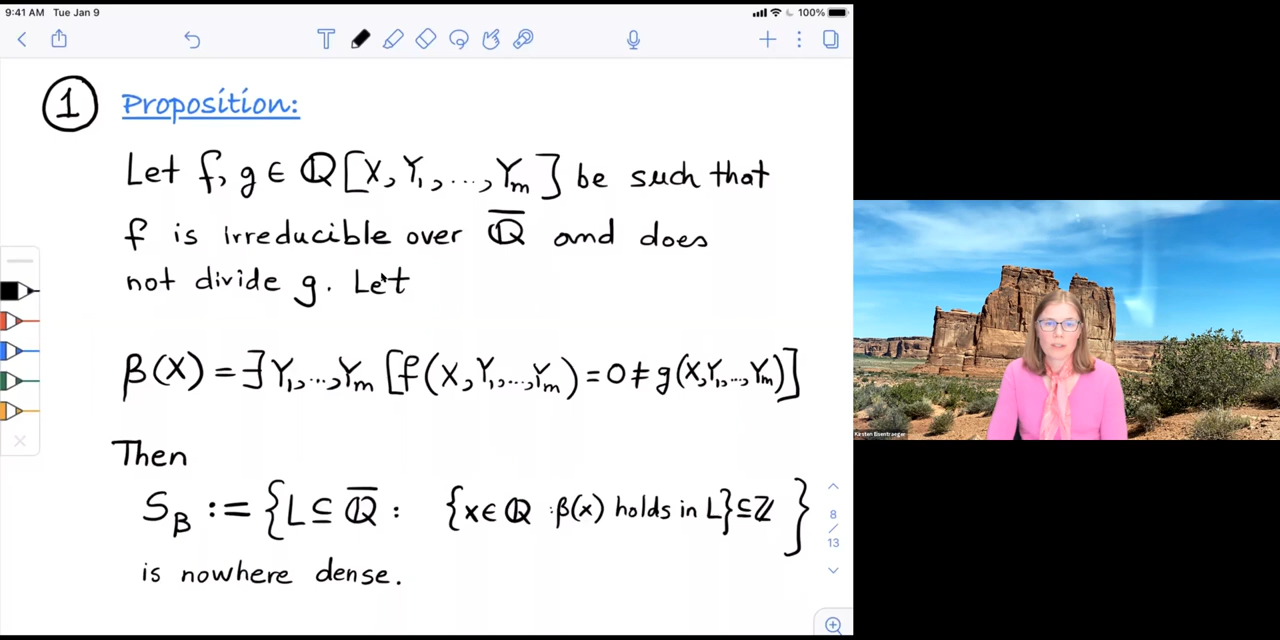 9:41 AM Tue Jan 9
100%
1 Proposition:
Let f, g ∈ ℚ[X, Y₁, ..., Yₘ] be such that
f is irreducible over ℚ̅ and does
not divide g. Let
β(X) = ∃Y₁,...,Yₘ [f(X,Y₁,...,Yₘ) = 0 ≠ g(X,Y₁,...,Yₘ)]
Then
S_β := {L ⊆ ℚ̅ : {x ∈ ℚ : β(x) holds in L} ⊆ ℤ}
is nowhere dense.
8
/
13
Kirsten Eisentraeger